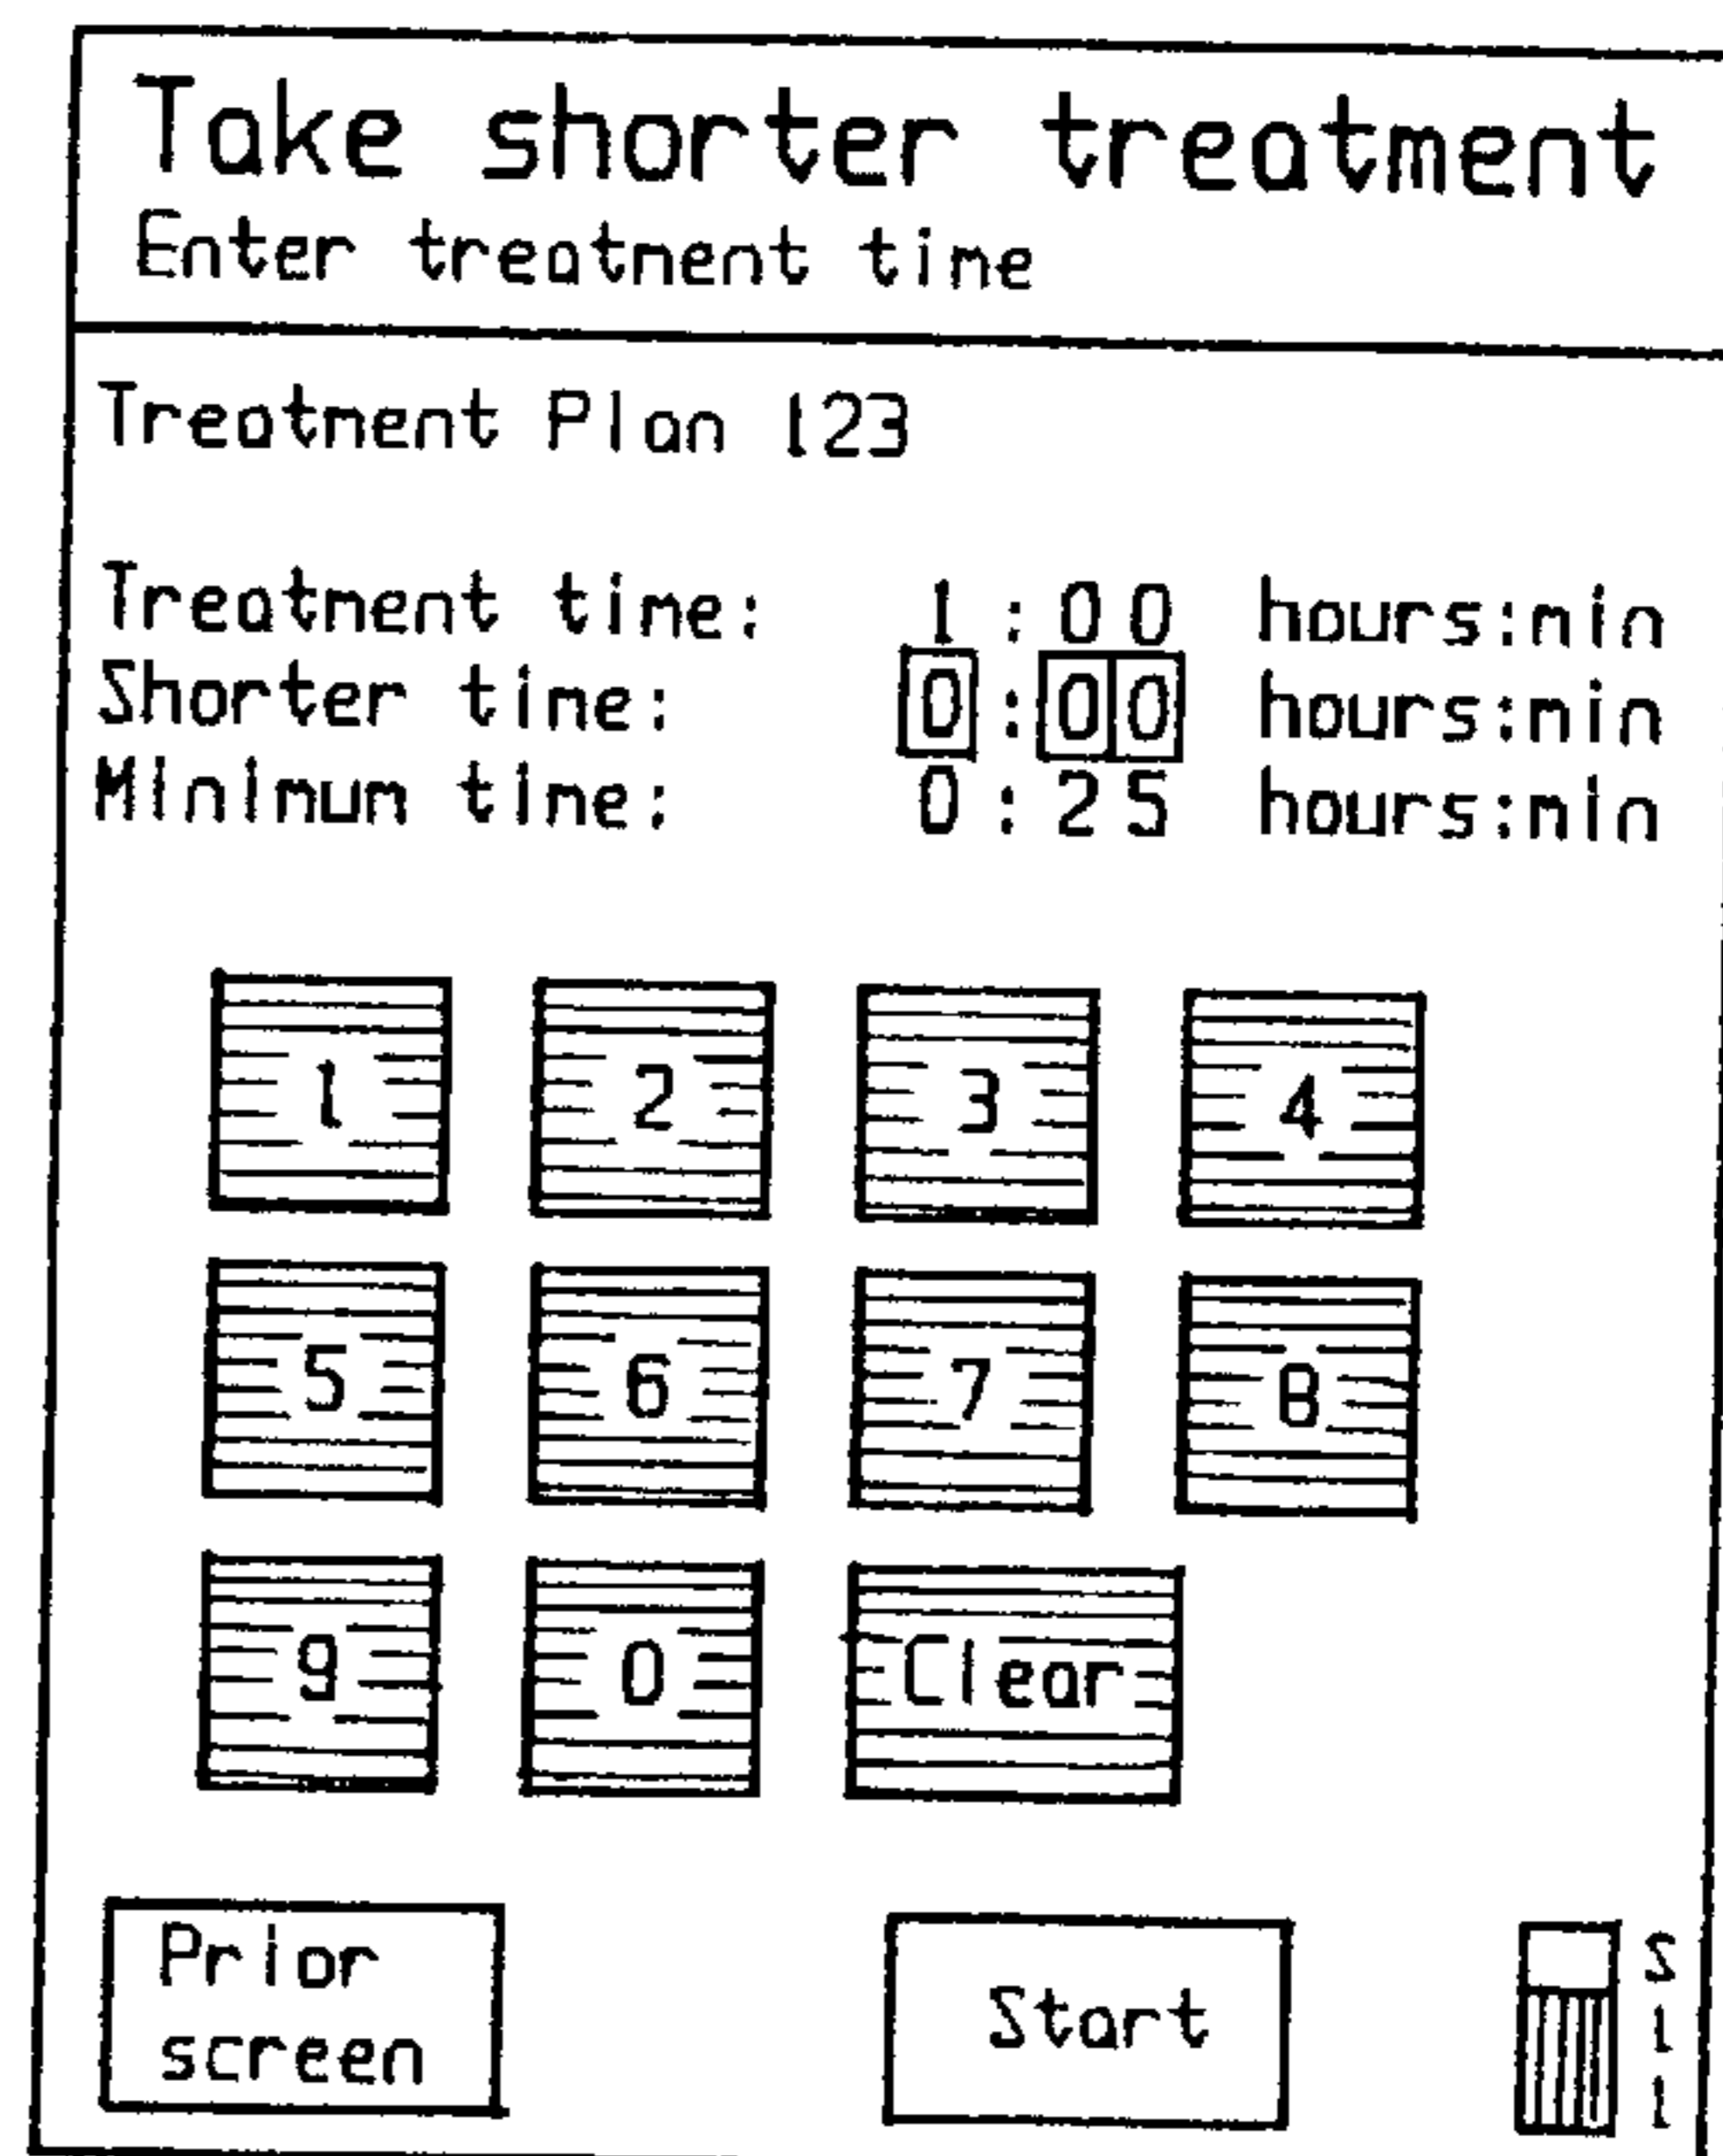 Take shorter treatment
Enter treatment time
Treatment Plan 123
Treatment time: 1:00 hours:min
Shorter time: 0:00 hours:min
Minimum time: 0:25 hours:min
1 2 3 4
5 6 7 8
9 0 Clear
Prior
screen
Start